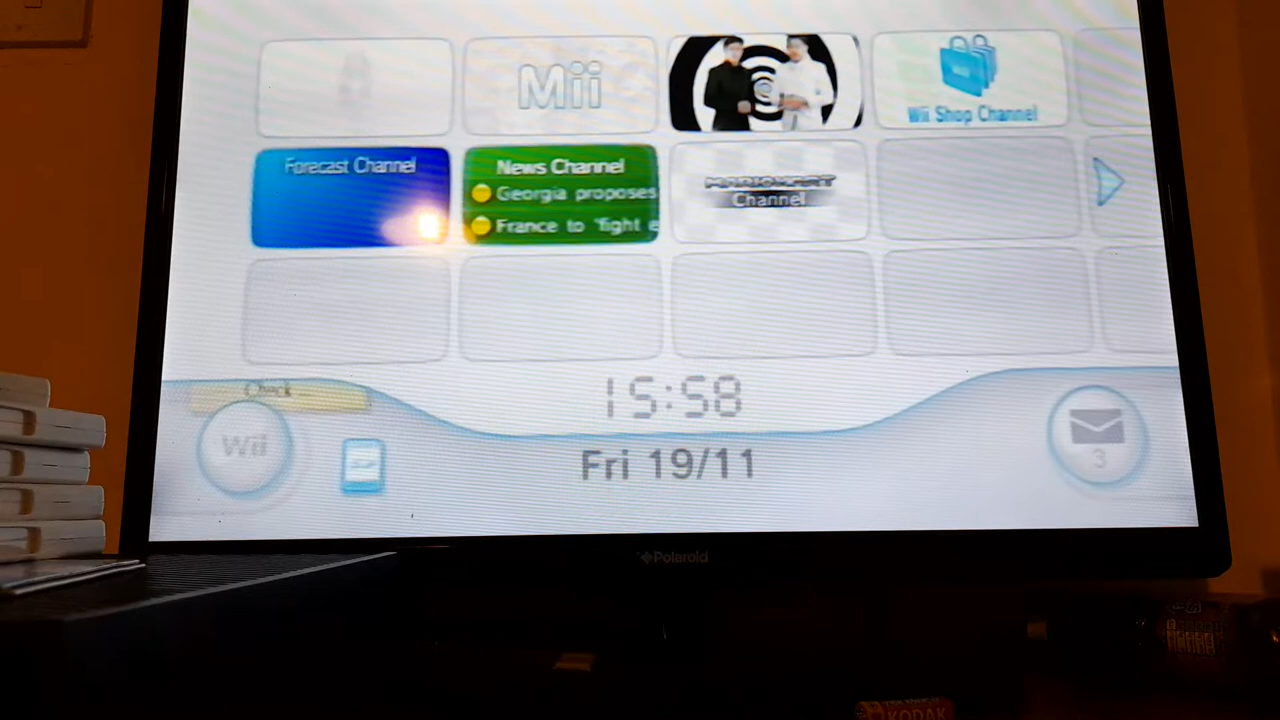 Mii
Wii Shop Channel
Forecast Channel
News Channel
Georgia proposes
France to 'fight e
MARIOKART
Channel
Check ...
15:58
Wii
Fri 19/11
3
Polaroid
KODAK